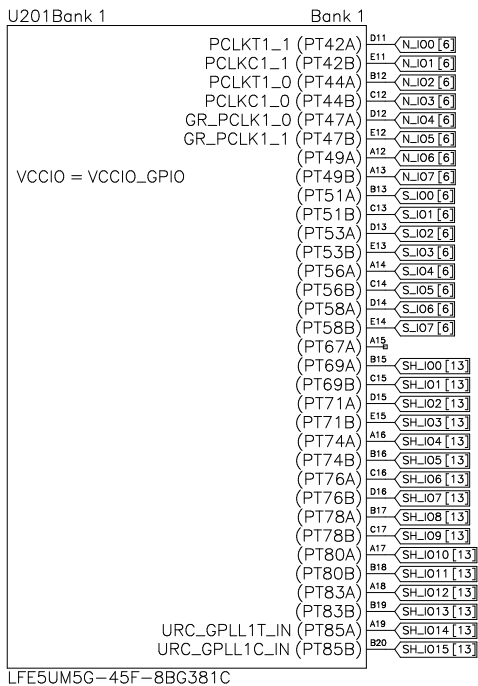 U201Bank 1 Bank 1
PCLKT1_1 (PT42A) D11 N_IO0 [6]
PCLKC1_1 (PT42B) E11 N_IO1 [6]
PCLKT1_0 (PT44A) B12 N_IO2 [6]
PCLKC1_0 (PT44B) C12 N_IO3 [6]
GR_PCLK1_0 (PT47A) D12 N_IO4 [6]
GR_PCLK1_1 (PT47B) E12 N_IO5 [6]
(PT49A) A12 N_IO6 [6]
VCCIO = VCCIO_GPIO (PT49B) A13 N_IO7 [6]
(PT51A) B13 S_IO0 [6]
(PT51B) C13 S_IO1 [6]
(PT53A) D13 S_IO2 [6]
(PT53B) E13 S_IO3 [6]
(PT56A) A14 S_IO4 [6]
(PT56B) C14 S_IO5 [6]
(PT58A) D14 S_IO6 [6]
(PT58B) E14 S_IO7 [6]
(PT67A) A15
(PT69A) B15 SH_IO0 [13]
(PT69B) C15 SH_IO1 [13]
(PT71A) D15 SH_IO2 [13]
(PT71B) E15 SH_IO3 [13]
(PT74A) A16 SH_IO4 [13]
(PT74B) B16 SH_IO5 [13]
(PT76A) C16 SH_IO6 [13]
(PT76B) D16 SH_IO7 [13]
(PT78A) B17 SH_IO8 [13]
(PT78B) C17 SH_IO9 [13]
(PT80A) A17 SH_IO10 [13]
(PT80B) B18 SH_IO11 [13]
(PT83A) A18 SH_IO12 [13]
(PT83B) B19 SH_IO13 [13]
URC_GPLL1T_IN (PT85A) A19 SH_IO14 [13]
URC_GPLL1C_IN (PT85B) B20 SH_IO15 [13]
LFE5UM5G-45F-8BG381C